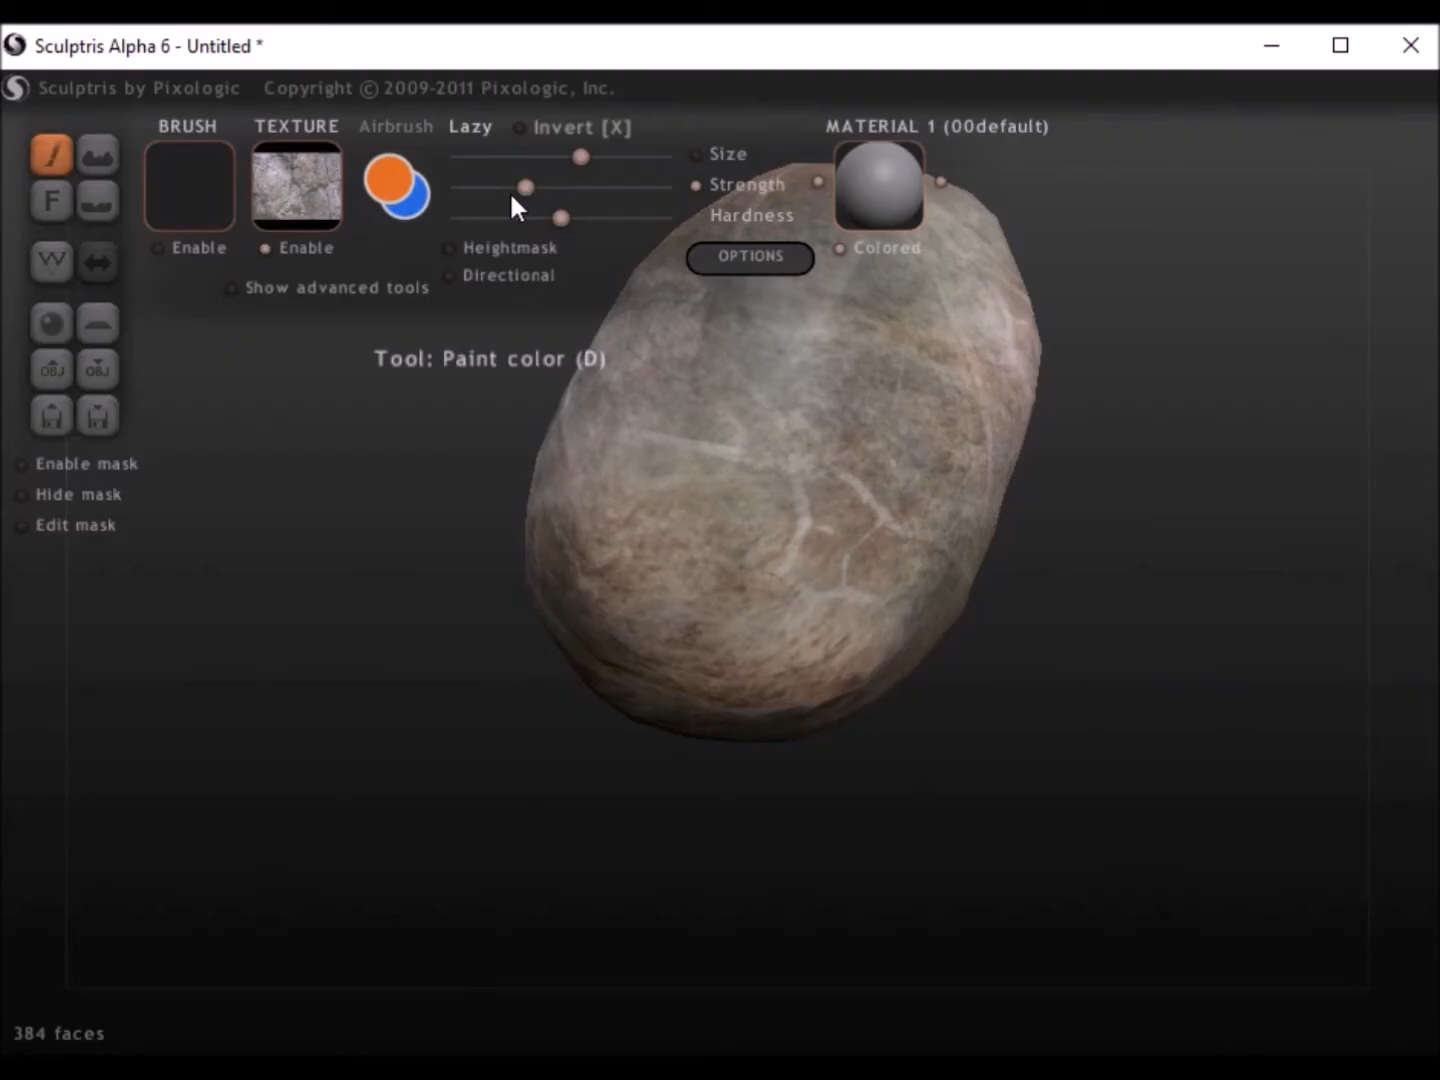 Sculptris Alpha 6 - Untitled *
Sculptris by Pixologic Copyright © 2009-2011 Pixologic, Inc.
BRUSH TEXTURE Airbrush Lazy Invert [X] MATERIAL 1 (00default)
Size
F Strength
Hardness
Enable Enable Heightmask OPTIONS Colored
Directional
Show advanced tools
Tool: Paint color (D)
OBJ OBJ
Enable mask
Hide mask
Edit mask
384 faces